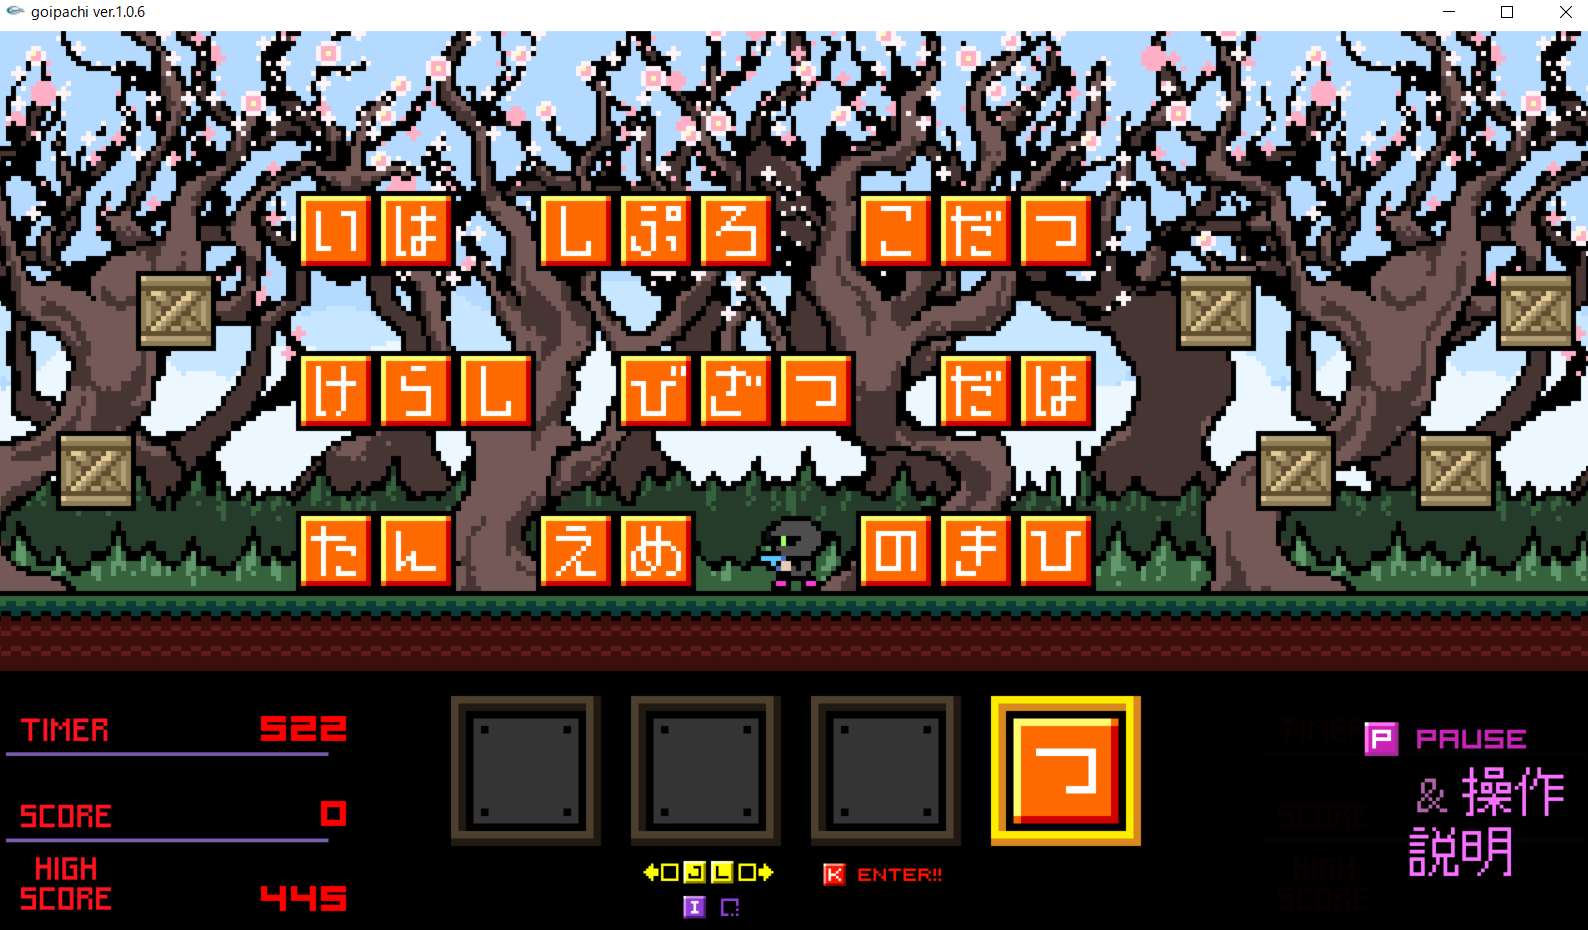 goipachi ver.1.0.6
いは しぷろ こだつ
けらし びざつ だは
たん えめ のきひ
TIMER 522
SCORE 0
HIGH SCORE 445
つ
J L
K ENTER!!
I
P PAUSE
& 操作
説明